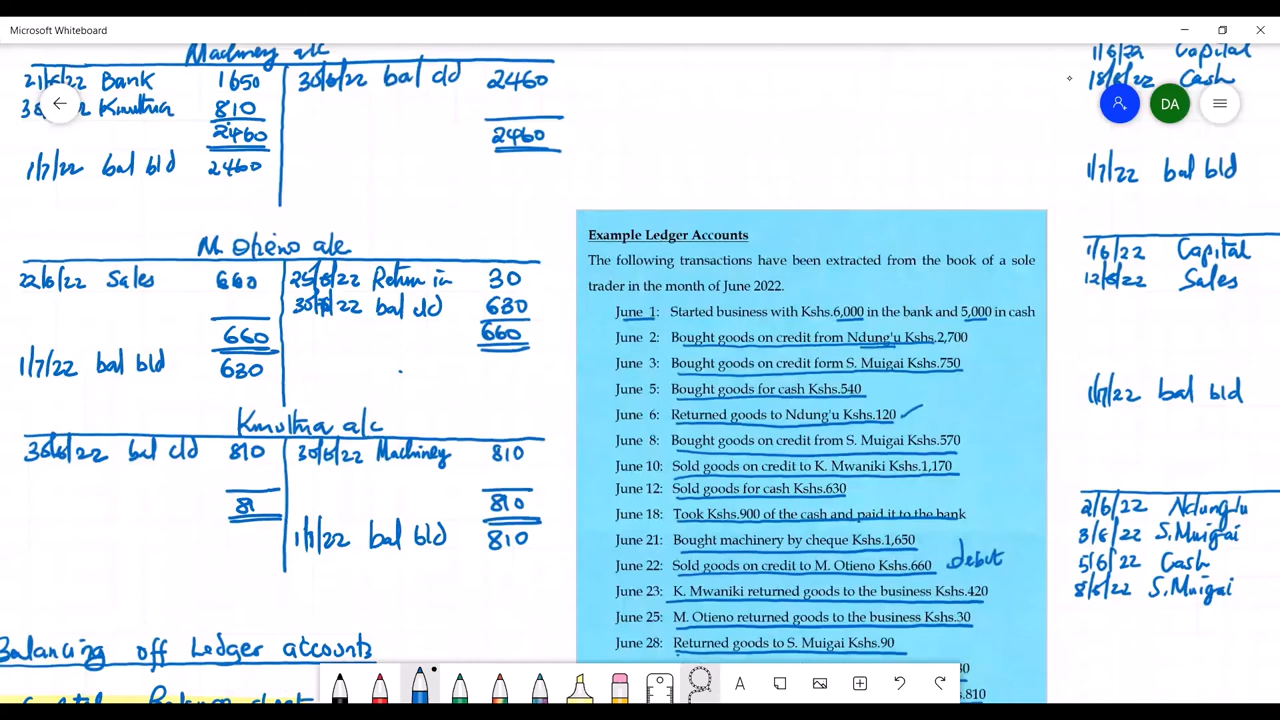 Microsoft Whiteboard
Machinery a/c
21/6/22 Bank 1650 30/6/22 bal c/d 2460
Kinuthia 810
2460 2460
1/7/22 bal b/d 2460
M. Otieno a/c
22/6/22 Sales 660 25/6/22 Return in 30
30/6/22 bal c/d 630
660 660
1/7/22 bal b/d 630
Kinuthia a/c
30/6/22 bal c/d 810 30/6/22 Machinery 810
81 810
1/7/22 bal b/d 810
Balancing off Ledger accounts
Example Ledger Accounts
The following transactions have been extracted from the book of a sole
trader in the month of June 2022.
June 1: Started business with Kshs.6,000 in the bank and 5,000 in cash
June 2: Bought goods on credit from Ndung'u Kshs.2,700
June 3: Bought goods on credit form S. Muigai Kshs.750
June 5: Bought goods for cash Kshs.540
June 6: Returned goods to Ndung'u Kshs.120
June 8: Bought goods on credit from S. Muigai Kshs.570
June 10: Sold goods on credit to K. Mwaniki Kshs.1,170
June 12: Sold goods for cash Kshs.630
June 18: Took Kshs.900 of the cash and paid it to the bank
June 21: Bought machinery by cheque Kshs.1,650
June 22: Sold goods on credit to M. Otieno Kshs.660 debit
June 23: K. Mwaniki returned goods to the business Kshs.420
June 25: M. Otieno returned goods to the business Kshs.30
June 28: Returned goods to S. Muigai Kshs.90
.810
1/6/22 Capital
18/6/22 Cash
DA
1/7/22 bal b/d
1/6/22 Capital
12/6/22 Sales
1/7/22 bal b/d
2/6/22 Ndung'u
3/6/22 S.Muigai
5/6/22 Cash
8/6/22 S.Muigai